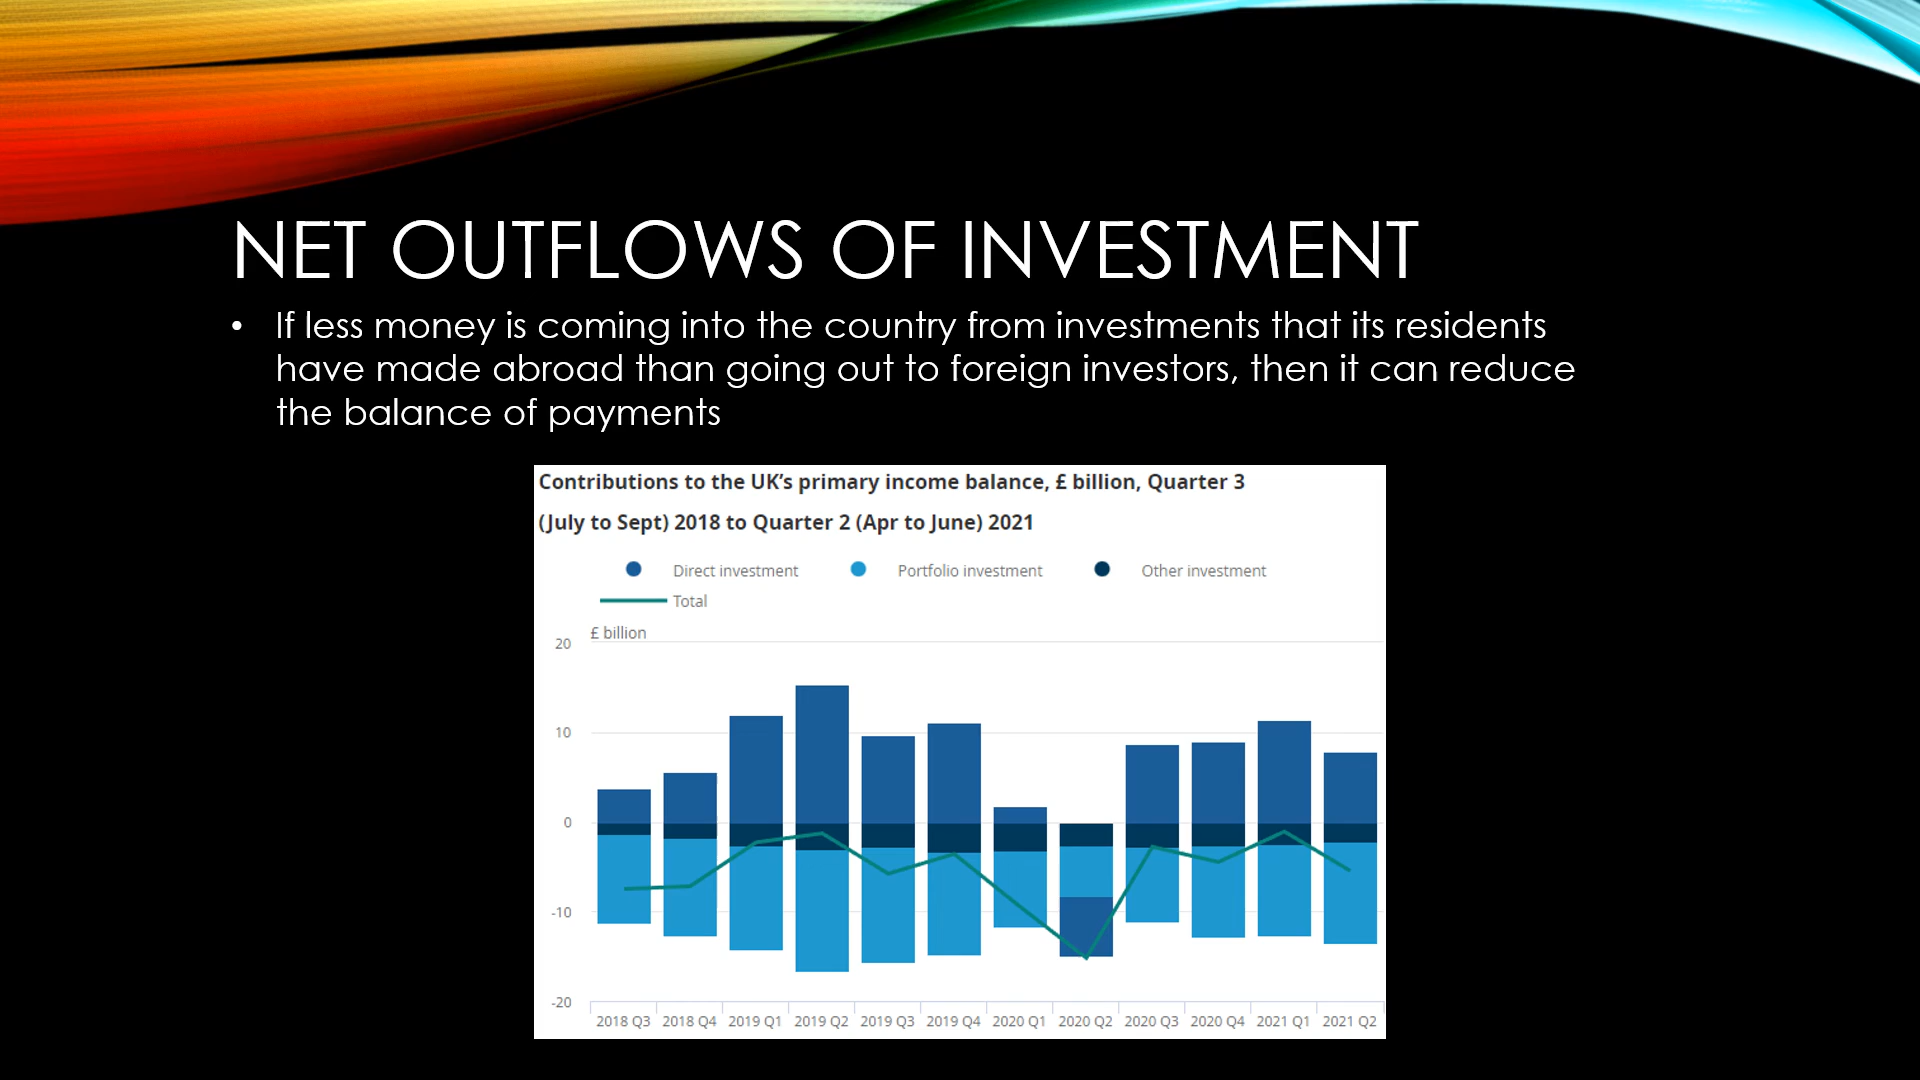 NET OUTFLOWS OF INVESTMENT
• If less money is coming into the country from investments that its residents
have made abroad than going out to foreign investors, then it can reduce
the balance of payments
Contributions to the UK’s primary income balance, £ billion, Quarter 3
(July to Sept) 2018 to Quarter 2 (Apr to June) 2021
Direct investment Portfolio investment Other investment
Total
£ billion
20
10
0
-10
-20
2018 Q3 2018 Q4 2019 Q1 2019 Q2 2019 Q3 2019 Q4 2020 Q1 2020 Q2 2020 Q3 2020 Q4 2021 Q1 2021 Q2